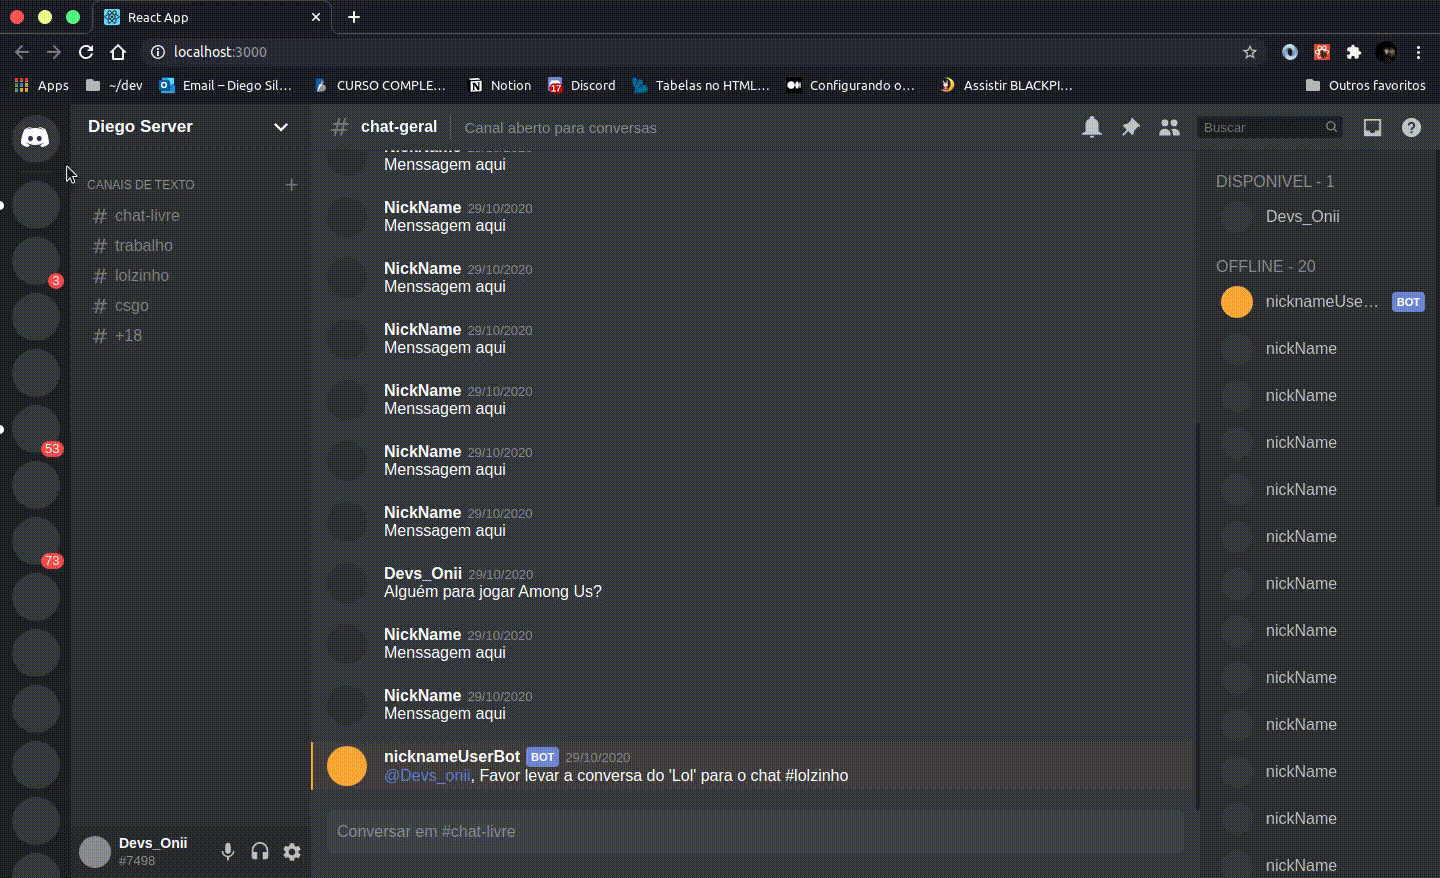 React App
localhost:3000
Apps
~/dev
Email – Diego Sil…
CURSO COMPLE…
Notion
17
Discord
Tabelas no HTML…
Configurando o…
Assistir BLACKPI…
Outros favoritos
Diego Server
# chat-geral
Canal aberto para conversas
Buscar
3
53
73
CANAIS DE TEXTO +
# chat-livre
# trabalho
# lolzinho
# csgo
# +18
Devs_Onii
#7498
NickName 29/10/2020
Menssagem aqui
NickName 29/10/2020
Menssagem aqui
NickName 29/10/2020
Menssagem aqui
NickName 29/10/2020
Menssagem aqui
NickName 29/10/2020
Menssagem aqui
NickName 29/10/2020
Menssagem aqui
NickName 29/10/2020
Menssagem aqui
Devs_Onii 29/10/2020
Alguém para jogar Among Us?
NickName 29/10/2020
Menssagem aqui
NickName 29/10/2020
Menssagem aqui
nicknameUserBot BOT 29/10/2020
@Devs_onii, Favor levar a conversa do 'Lol' para o chat #lolzinho
Conversar em #chat-livre
DISPONIVEL - 1
Devs_Onii
OFFLINE - 20
nicknameUse… BOT
nickName
nickName
nickName
nickName
nickName
nickName
nickName
nickName
nickName
nickName
nickName
nickName